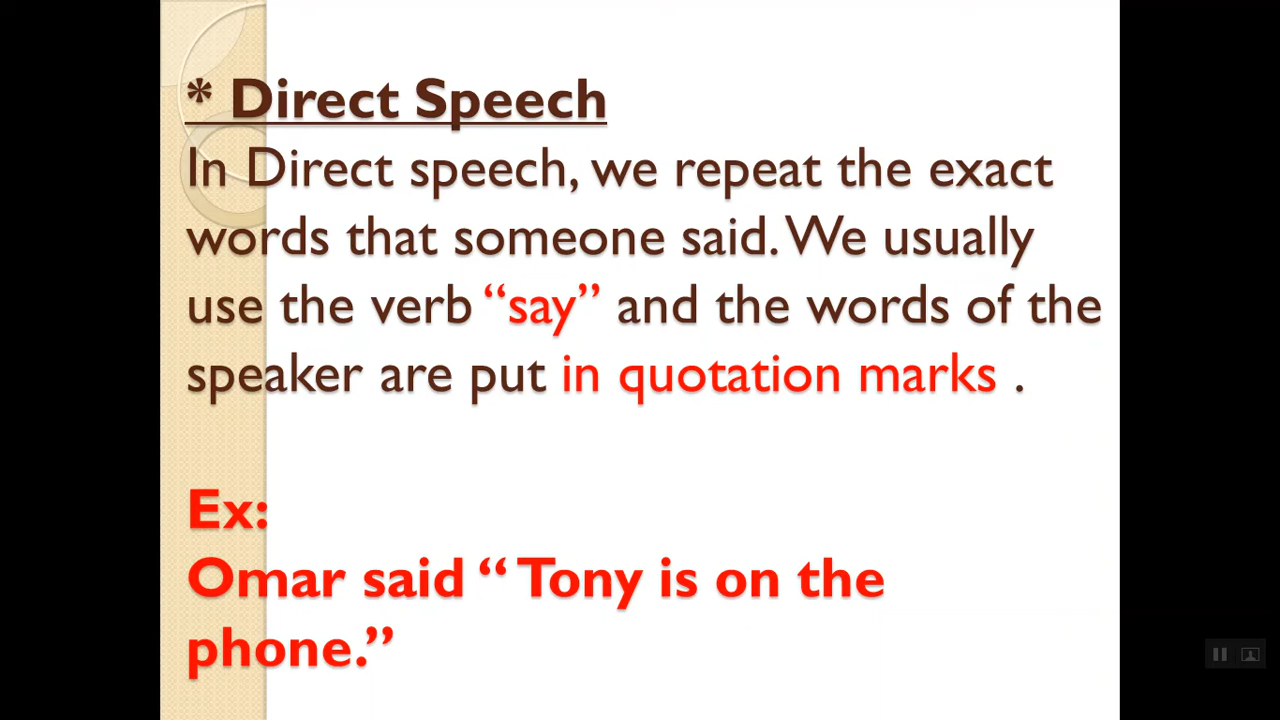 * Direct Speech
In Direct speech, we repeat the exact
words that someone said. We usually
use the verb “say” and the words of the
speaker are put in quotation marks .
Ex:
Omar said “ Tony is on the
phone.”